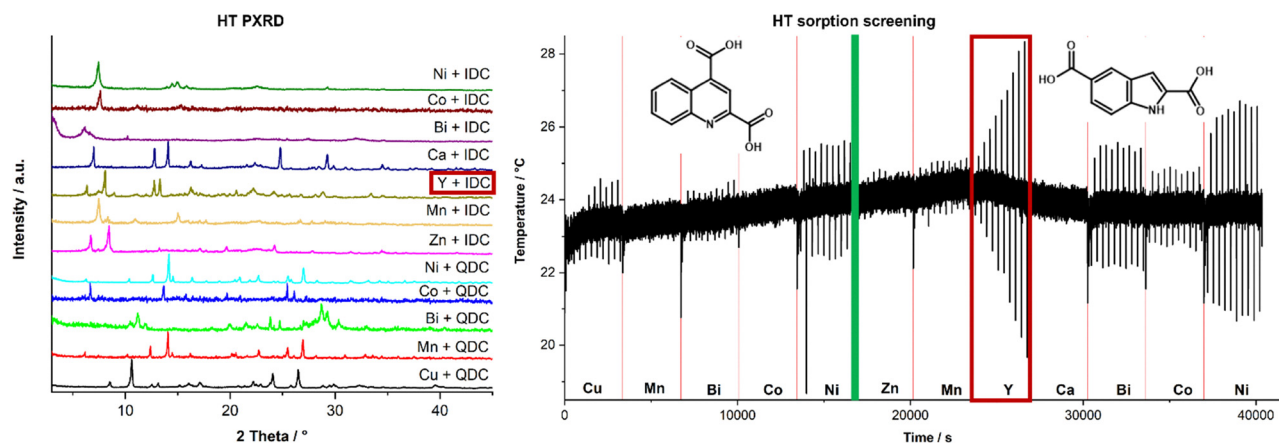 HT PXRD
Intensity / a.u.
Ni + IDC
Co + IDC
Bi + IDC
Ca + IDC
Y + IDC
Mn + IDC
Zn + IDC
Ni + QDC
Co + QDC
Bi + QDC
Mn + QDC
Cu + QDC
10 20 30 40
2 Theta / °
HT sorption screening
Temperature / °C
28
26
24
22
20
O
OH
N
O
OH
O
HO
NH
OH
O
Cu Mn Bi Co Ni Zn Mn Y Ca Bi Co Ni
0 10000 20000 30000 40000
Time / s